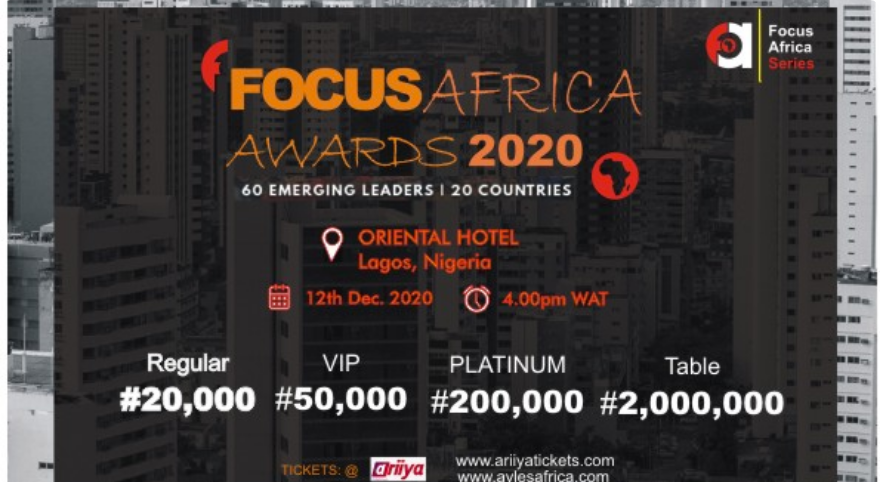 Focus
Africa
Series
FOCUS AFRICA
AWARDS 2020
60 EMERGING LEADERS | 20 COUNTRIES
ORIENTAL HOTEL
Lagos, Nigeria
12th Dec. 2020 4.00pm WAT
Regular VIP PLATINUM Table
#20,000 #50,000 #200,000 #2,000,000
TICKETS: @ ariiya www.ariiyatickets.com
www.aylesafrica.com